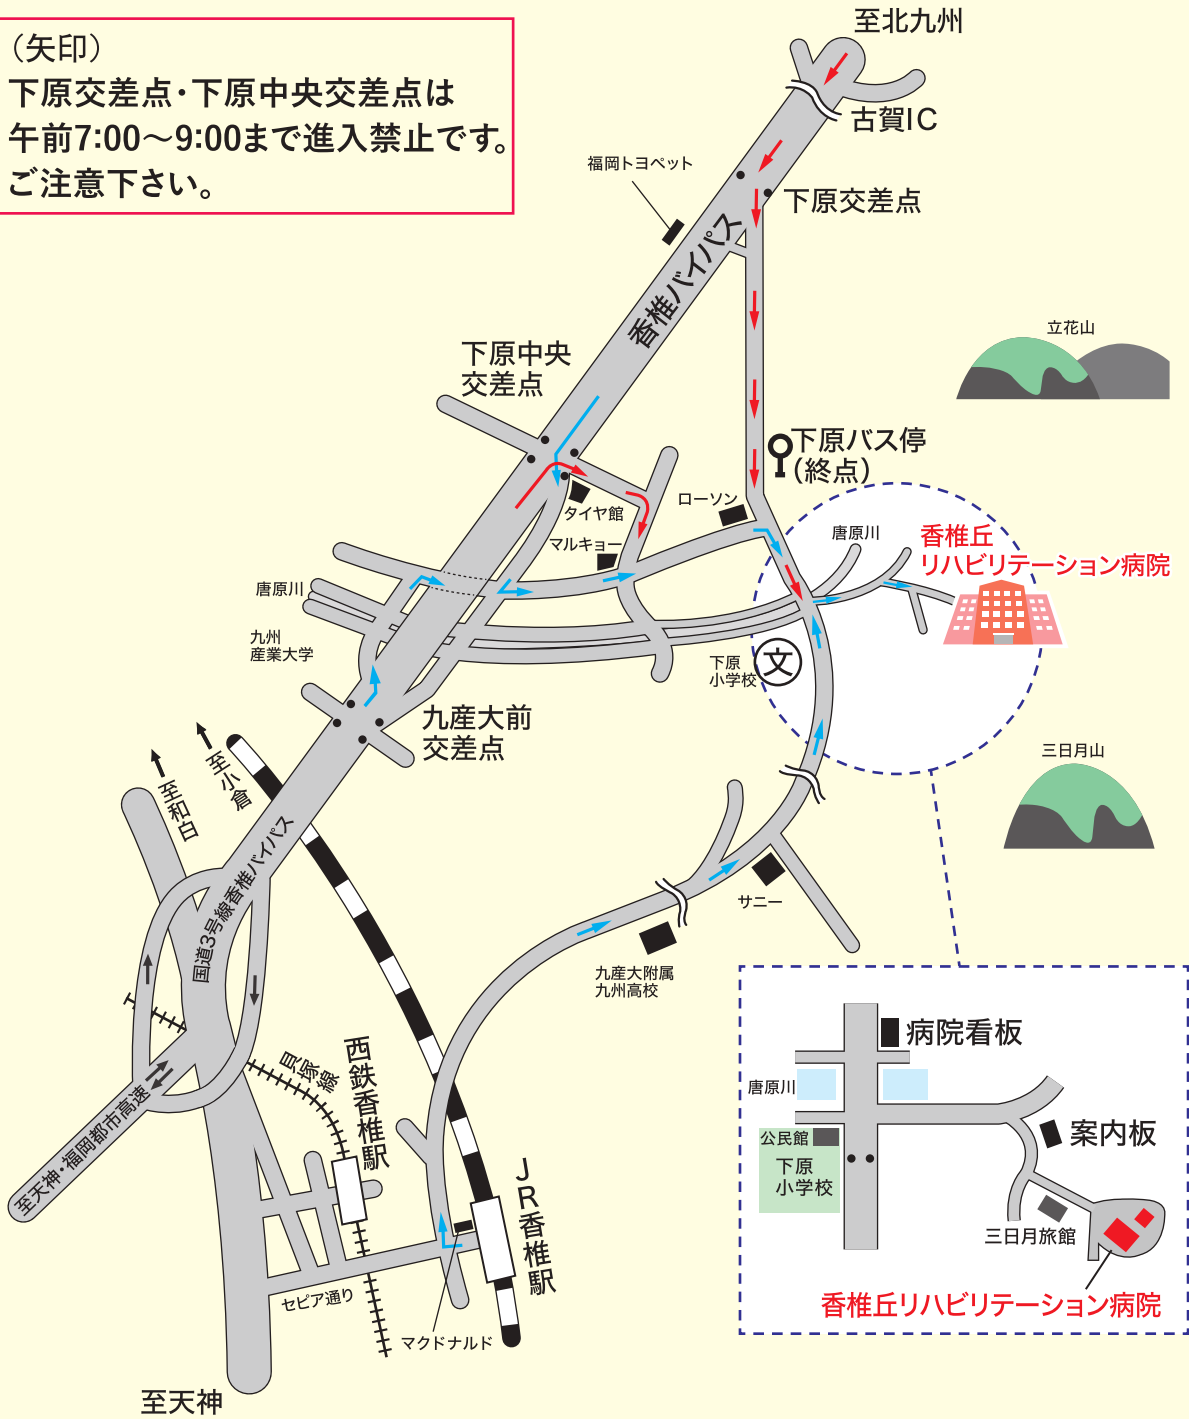 （矢印）
下原交差点・下原中央交差点は
午前7:00〜9:00まで進入禁止です。
ご注意下さい。
至北九州
古賀IC
福岡トヨペット
下原交差点
香椎バイパス
立花山
下原中央
交差点
下原バス停
（終点）
ローソン
タイヤ館
マルキョー
唐原川
香椎丘
リハビリテーション病院
唐原川
九州
産業大学
下原
小学校
文
九産大前
交差点
三日月山
至小倉
至和白
国道3号線香椎バイパス
サニー
九産大附属
九州高校
貝塚線
西鉄香椎駅
至天神・福岡都市高速
JR香椎駅
セピア通り
マクドナルド
至天神
病院看板
唐原川
公民館
下原
小学校
案内板
三日月旅館
香椎丘リハビリテーション病院